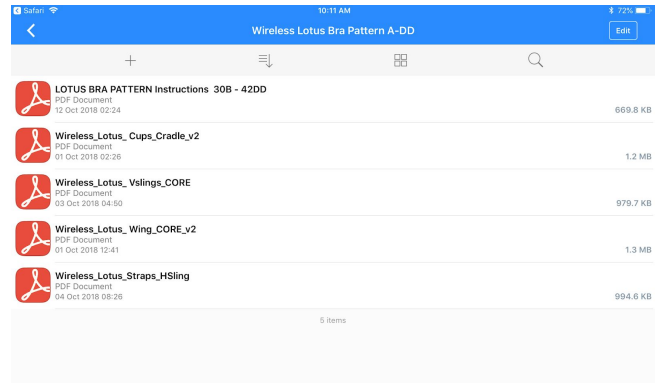 Safari 10:11 AM 72%
Wireless Lotus Bra Pattern A-DD Edit
LOTUS BRA PATTERN Instructions 30B - 42DD
PDF Document
12 Oct 2018 02:24 669.8 KB
Wireless_Lotus_ Cups_Cradle_v2
PDF Document
01 Oct 2018 02:26 1.2 MB
Wireless_Lotus_ Vslings_CORE
PDF Document
03 Oct 2018 04:50 979.7 KB
Wireless_Lotus_ Wing_CORE_v2
PDF Document
01 Oct 2018 12:41 1.3 MB
Wireless_Lotus_Straps_HSling
PDF Document
04 Oct 2018 08:26 994.6 KB
5 items